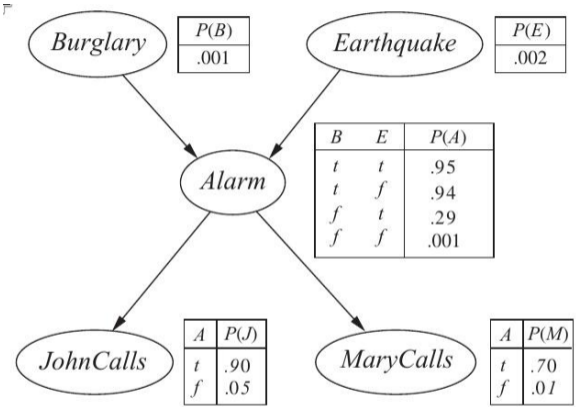 Burglary
P(B)
.001
Earthquake
P(E)
.002
B E P(A)
t t .95
t f .94
f t .29
f f .001
Alarm
JohnCalls
A P(J)
t .90
f .05
MaryCalls
A P(M)
t .70
f .01